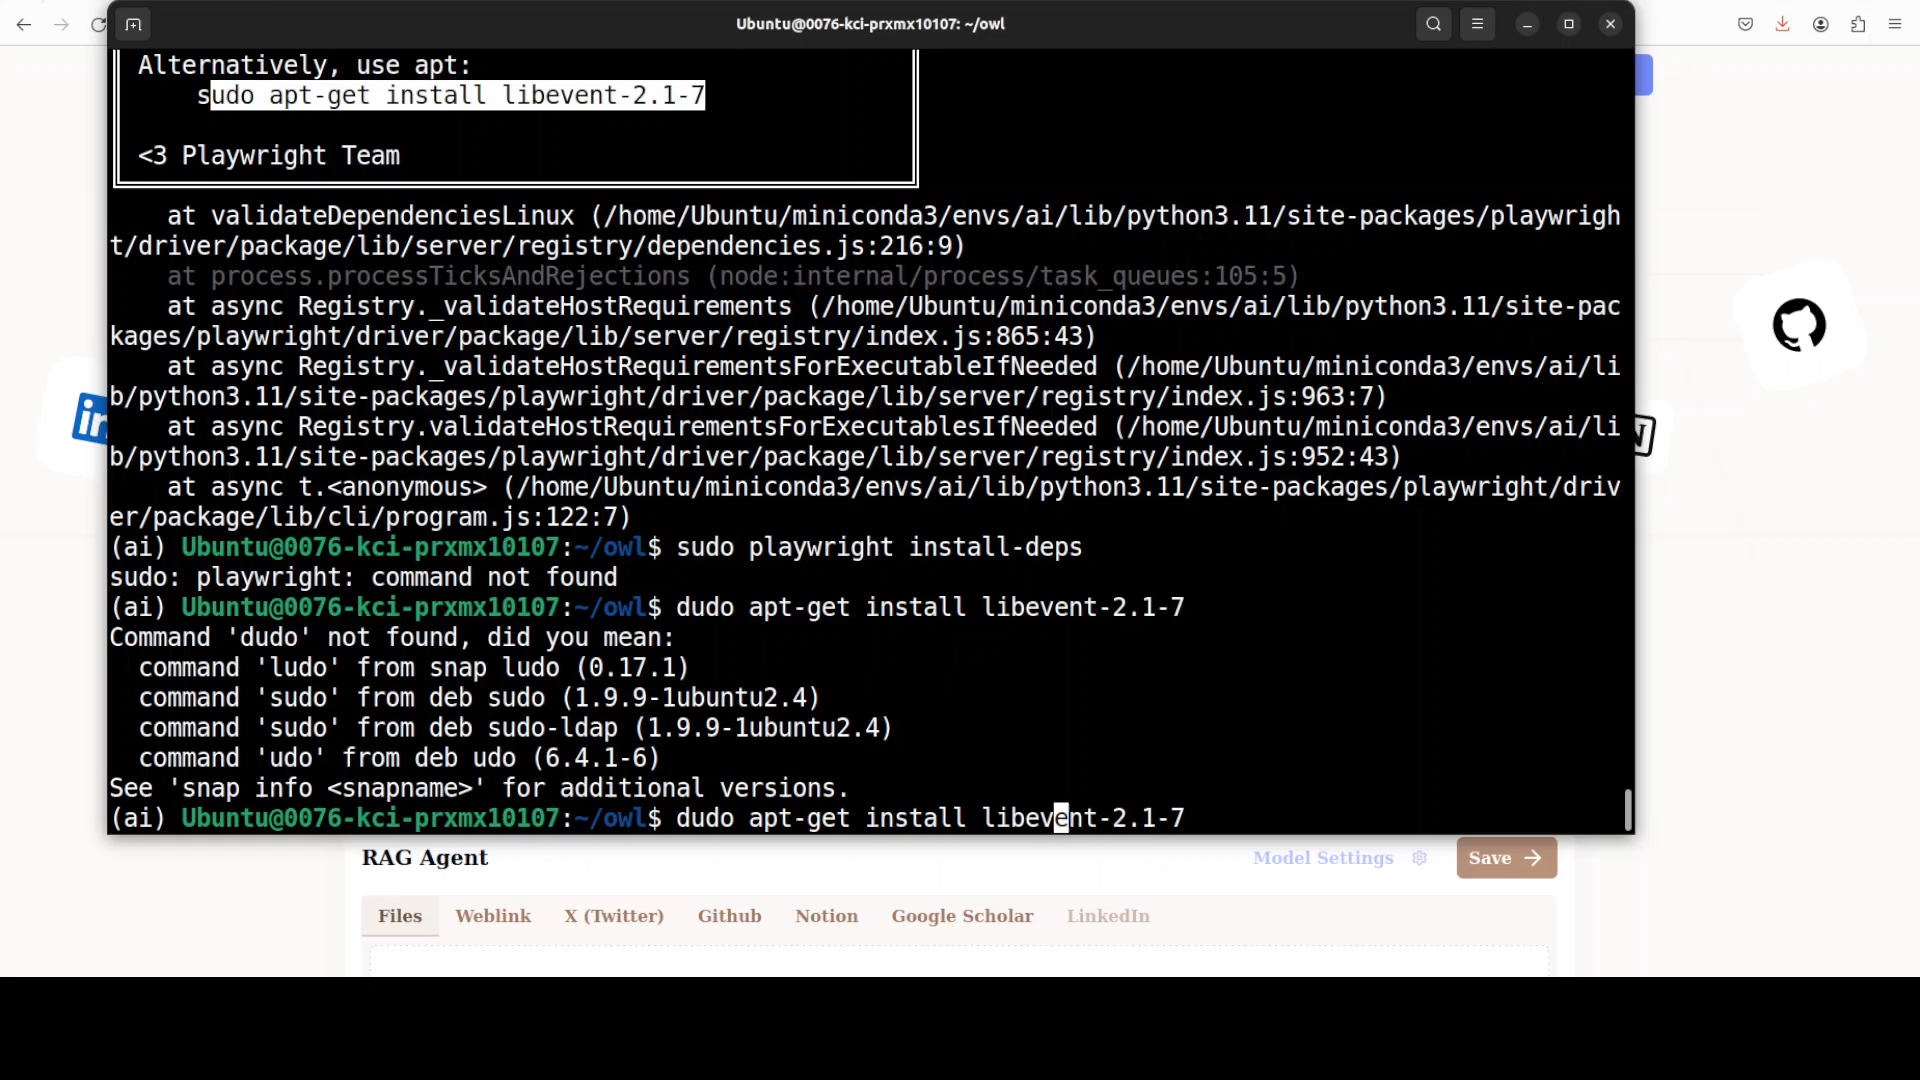 Ubuntu@0076-kci-prxmx10107: ~/owl
Alternatively, use apt:
sudo apt-get install libevent-2.1-7
<3 Playwright Team
at validateDependenciesLinux (/home/Ubuntu/miniconda3/envs/ai/lib/python3.11/site-packages/playwrigh
t/driver/package/lib/server/registry/dependencies.js:216:9)
at process.processTicksAndRejections (node:internal/process/task_queues:105:5)
at async Registry._validateHostRequirements (/home/Ubuntu/miniconda3/envs/ai/lib/python3.11/site-pac
kages/playwright/driver/package/lib/server/registry/index.js:865:43)
at async Registry._validateHostRequirementsForExecutableIfNeeded (/home/Ubuntu/miniconda3/envs/ai/li
b/python3.11/site-packages/playwright/driver/package/lib/server/registry/index.js:963:7)
at async Registry.validateHostRequirementsForExecutablesIfNeeded (/home/Ubuntu/miniconda3/envs/ai/li
b/python3.11/site-packages/playwright/driver/package/lib/server/registry/index.js:952:43)
at async t.<anonymous> (/home/Ubuntu/miniconda3/envs/ai/lib/python3.11/site-packages/playwright/driv
er/package/lib/cli/program.js:122:7)
(ai) Ubuntu@0076-kci-prxmx10107:~/owl$ sudo playwright install-deps
sudo: playwright: command not found
(ai) Ubuntu@0076-kci-prxmx10107:~/owl$ dudo apt-get install libevent-2.1-7
Command 'dudo' not found, did you mean:
command 'ludo' from snap ludo (0.17.1)
command 'sudo' from deb sudo (1.9.9-1ubuntu2.4)
command 'sudo' from deb sudo-ldap (1.9.9-1ubuntu2.4)
command 'udo' from deb udo (6.4.1-6)
See 'snap info <snapname>' for additional versions.
(ai) Ubuntu@0076-kci-prxmx10107:~/owl$ dudo apt-get install libevent-2.1-7
in
N
RAG Agent
Model Settings
Save
Files Weblink X (Twitter) Github Notion Google Scholar LinkedIn